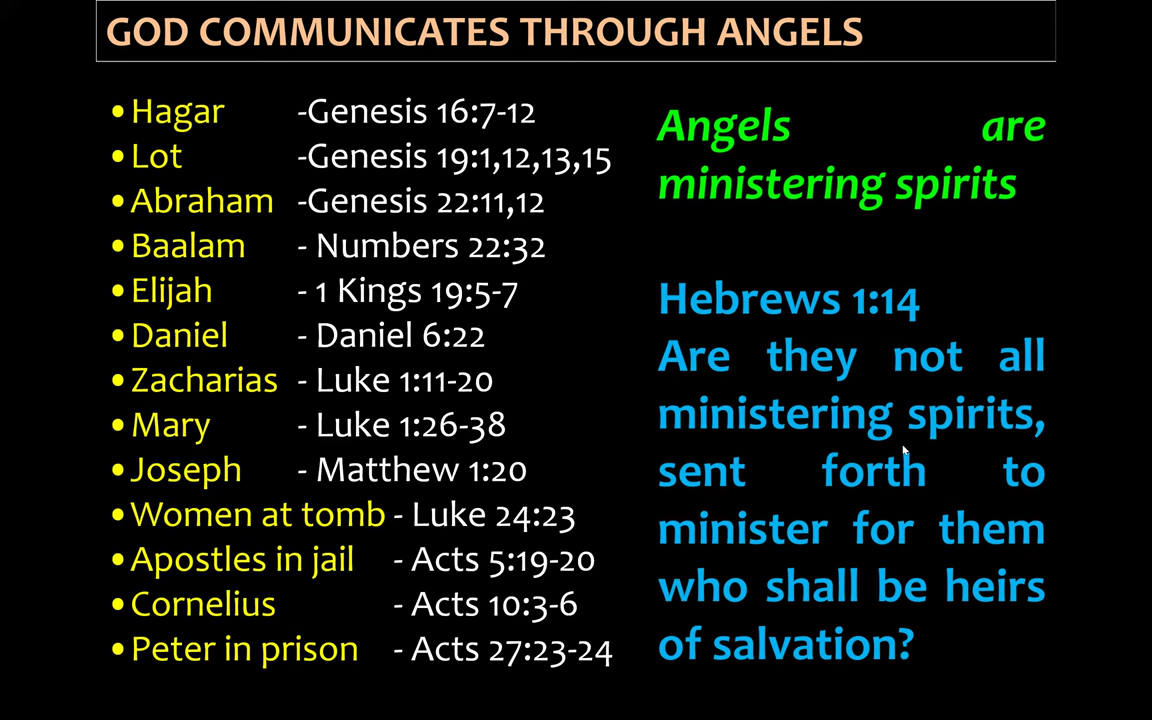 GOD COMMUNICATES THROUGH ANGELS
•Hagar -Genesis 16:7-12
•Lot -Genesis 19:1,12,13,15
•Abraham -Genesis 22:11,12
•Baalam - Numbers 22:32
•Elijah - 1 Kings 19:5-7
•Daniel - Daniel 6:22
•Zacharias - Luke 1:11-20
•Mary - Luke 1:26-38
•Joseph - Matthew 1:20
•Women at tomb - Luke 24:23
•Apostles in jail - Acts 5:19-20
•Cornelius - Acts 10:3-6
•Peter in prison - Acts 27:23-24
Angels are
ministering spirits
Hebrews 1:14
Are they not all
ministering spirits,
sent forth to
minister for them
who shall be heirs
of salvation?